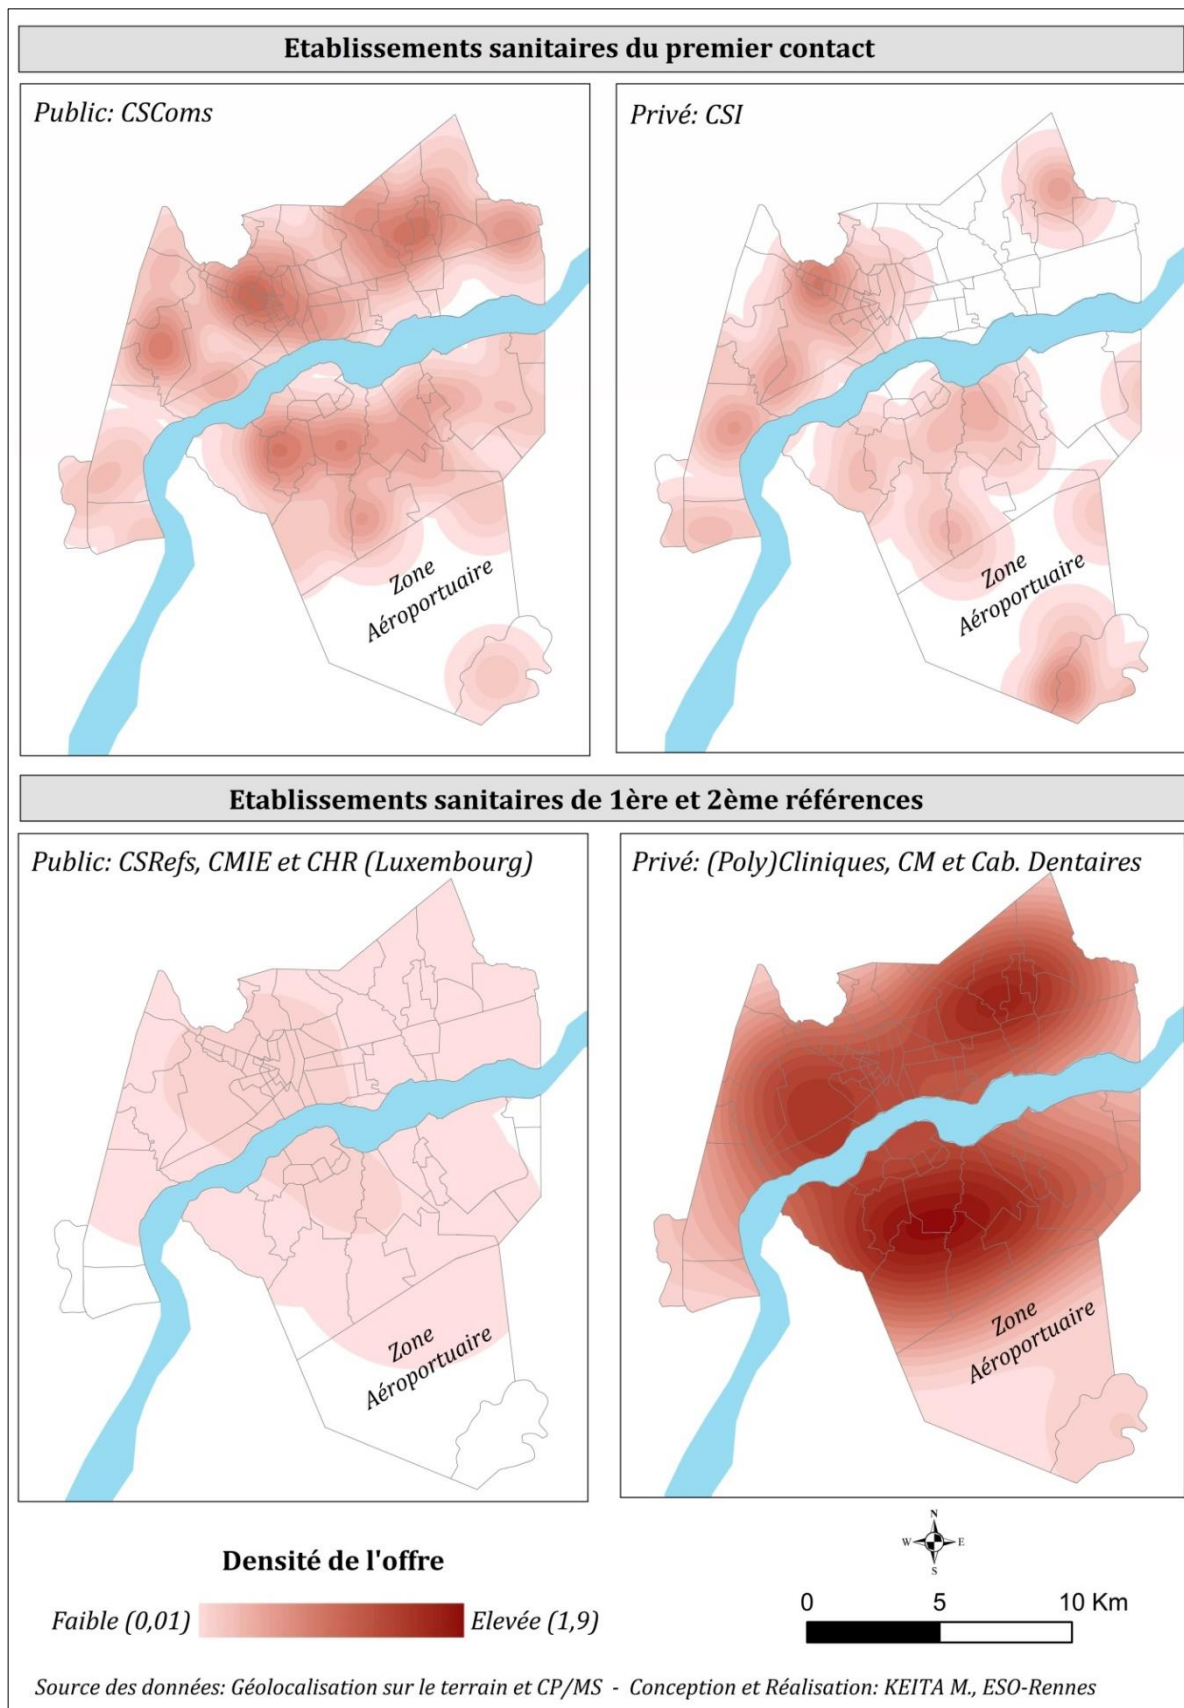 Etablissements sanitaires du premier contact
Public: CSComs
Privé: CSI
Zone
Aéroportuaire
Zone
Aéroportuaire
Etablissements sanitaires de 1ère et 2ème références
Public: CSRefs, CMIE et CHR (Luxembourg)
Privé: (Poly)Cliniques, CM et Cab. Dentaires
Zone
Aéroportuaire
Zone
Aéroportuaire
Densité de l'offre
Faible (0,01)
Elevée (1,9)
N
W
E
S
0 5 10 Km
Source des données: Géolocalisation sur le terrain et CP/MS - Conception et Réalisation: KEITA M., ESO-Rennes